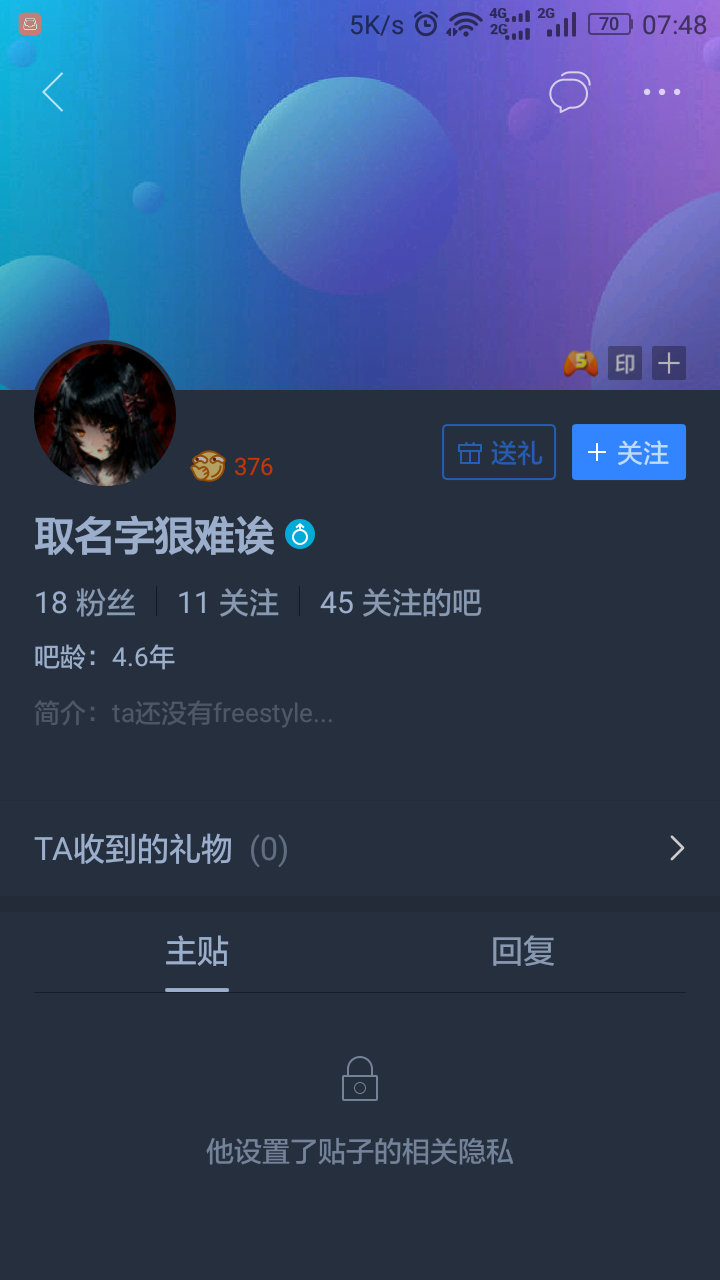 5K/s 4G 2G 2G 70 07:48
5 印
376 送礼 + 关注
取名字狠难诶
18 粉丝 11 关注 45 关注的吧
吧龄：4.6年
简介：ta还没有freestyle...
TA收到的礼物 (0)
主贴 回复
他设置了贴子的相关隐私